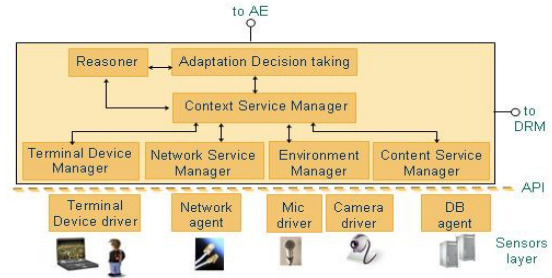 to AE
Reasoner
Adaptation Decision taking
Context Service Manager
to
DRM
Terminal Device
Manager
Network Service
Manager
Environment
Manager
Content Service
Manager
API
Terminal
Device driver
Network
agent
Mic
driver
Camera
driver
DB
agent
Sensors
layer